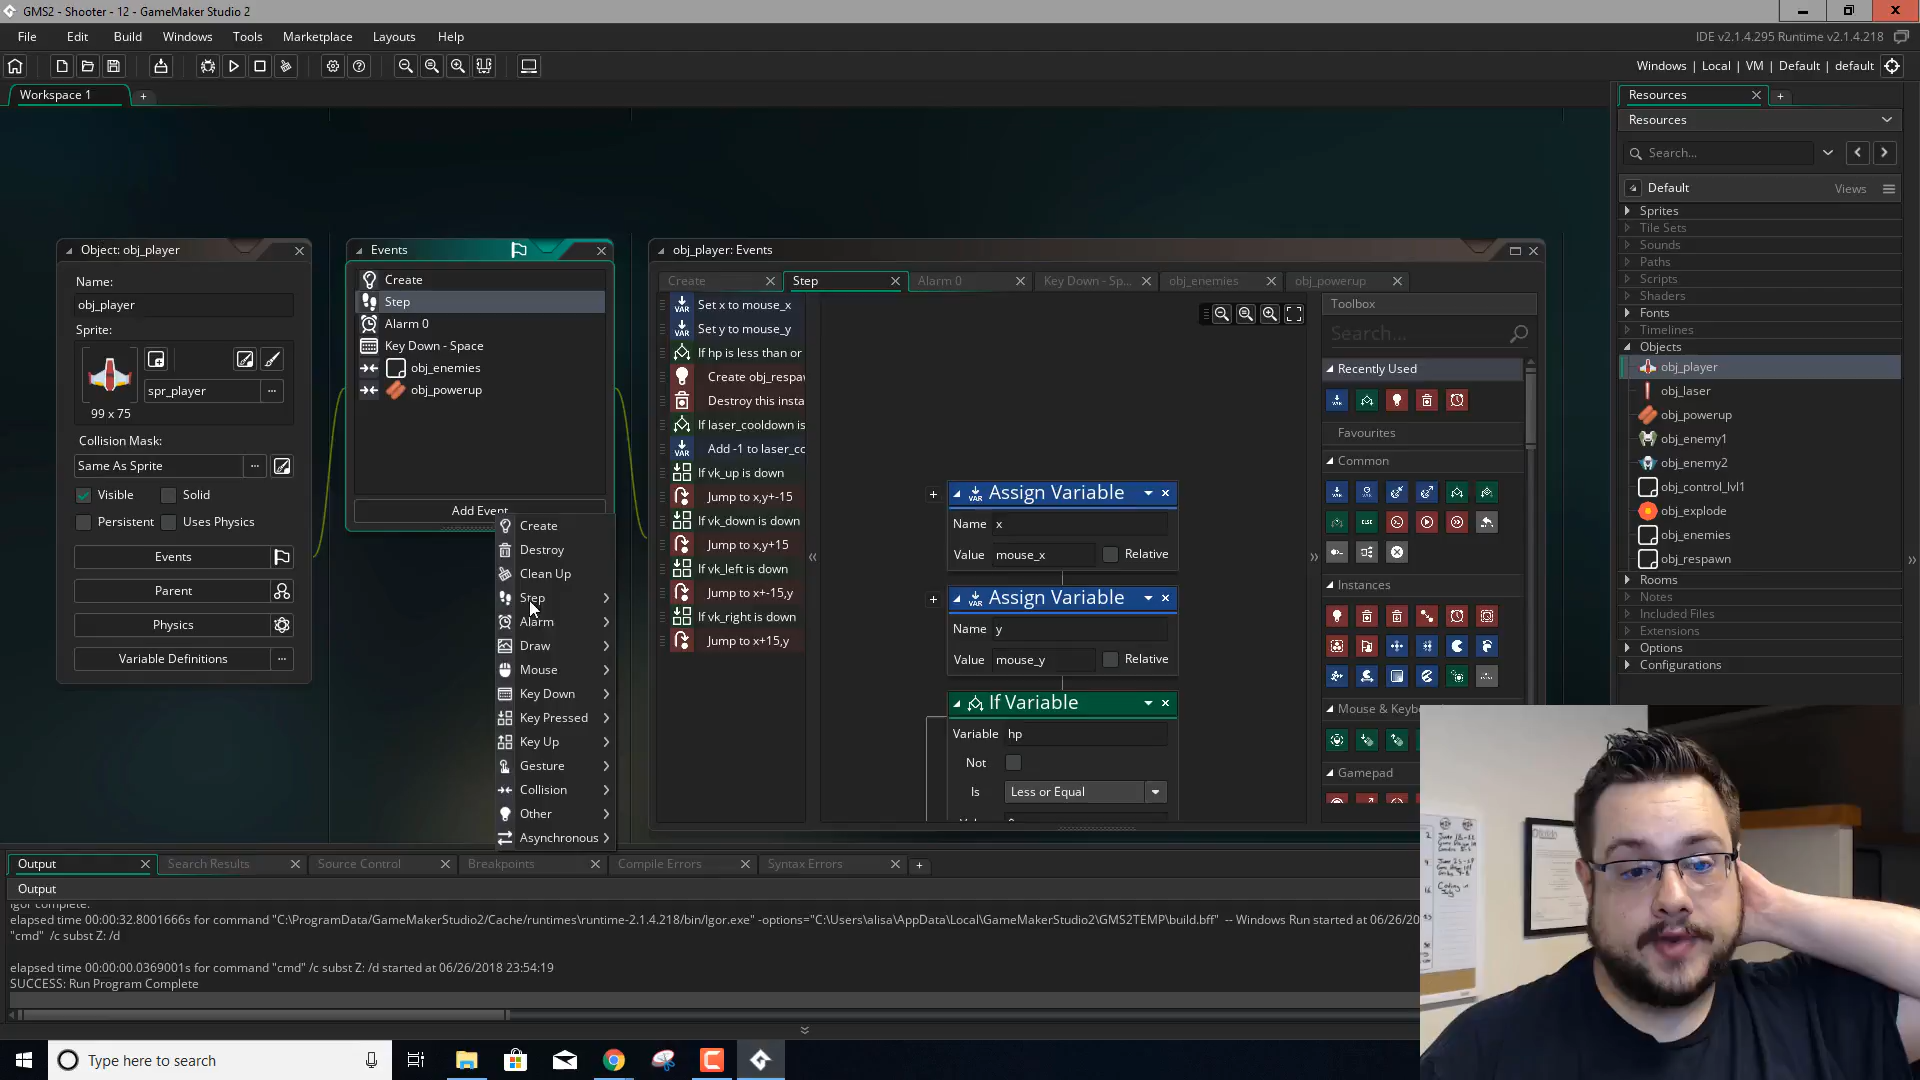 GMS2 - Shooter - 12 - GameMaker Studio 2
File Edit Build Windows Tools Marketplace Layouts Help
IDE v2.1.4.295 Runtime v2.1.4.218
Windows | Local | VM | Default | default
Workspace 1
Object: obj_player
Name:
obj_player
Sprite:
spr_player
99 x 75
Collision Mask:
Same As Sprite
Visible
Solid
Persistent
Uses Physics
Events
Parent
Physics
Variable Definitions
Events
Create
Step
Alarm 0
Key Down - Space
obj_enemies
obj_powerup
Add Event
Create
Destroy
Clean Up
Step
Alarm
Draw
Mouse
Key Down
Key Pressed
Key Up
Gesture
Collision
Other
Asynchronous
obj_player: Events
Create
Step
Alarm 0
Key Down - Sp...
obj_enemies
obj_powerup
Set x to mouse_x
Set y to mouse_y
If hp is less than or
Create obj_respa
Destroy this insta
If laser_cooldown is
Add -1 to laser_cc
If vk_up is down
Jump to x,y+-15
If vk_down is down
Jump to x,y+15
If vk_left is down
Jump to x+-15,y
If vk_right is down
Jump to x+15,y
VAR Assign Variable
Name x
Value mouse_x Relative
VAR Assign Variable
Name y
Value mouse_y Relative
If Variable
Variable hp
Not
Is Less or Equal
Toolbox
Search...
Recently Used
Favourites
Common
ELSE
Instances
Mouse & Keybo
Gamepad
Resources
Resources
Search...
Default
Views
Sprites
Tile Sets
Sounds
Paths
Scripts
Shaders
Fonts
Timelines
Objects
obj_player
obj_laser
obj_powerup
obj_enemy1
obj_enemy2
obj_control_lvl1
obj_explode
obj_enemies
obj_respawn
Rooms
Notes
Included Files
Extensions
Options
Configurations
Output
Search Results
Source Control
Breakpoints
Compile Errors
Syntax Errors
Output
Igor complete.
elapsed time 00:00:32.8001666s for command "C:\ProgramData/GameMakerStudio2/Cache/runtimes\runtime-2.1.4.218/bin/Igor.exe" -options="C:\Users\alisa\AppData\Local\GameMakerStudio2\GMS2TEMP\build.bff" -- Windows Run started at 06/26/20
"cmd" /c subst Z: /d
elapsed time 00:00:00.0369001s for command "cmd" /c subst Z: /d started at 06/26/2018 23:54:19
SUCCESS: Run Program Complete
Type here to search